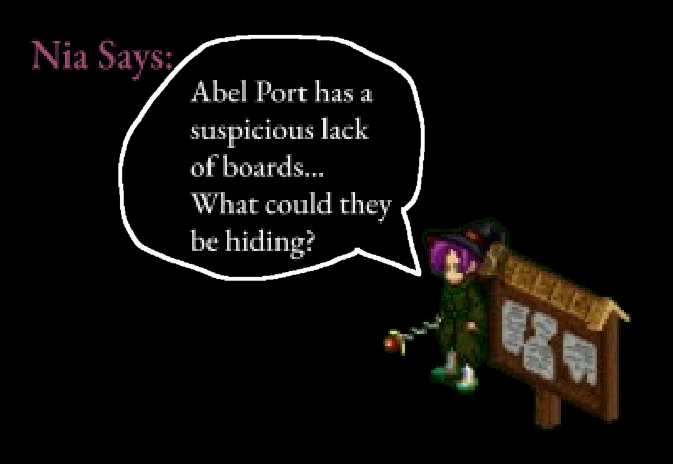 Nia Says:
Abel Port has a
suspicious lack
of boards...
What could they
be hiding?